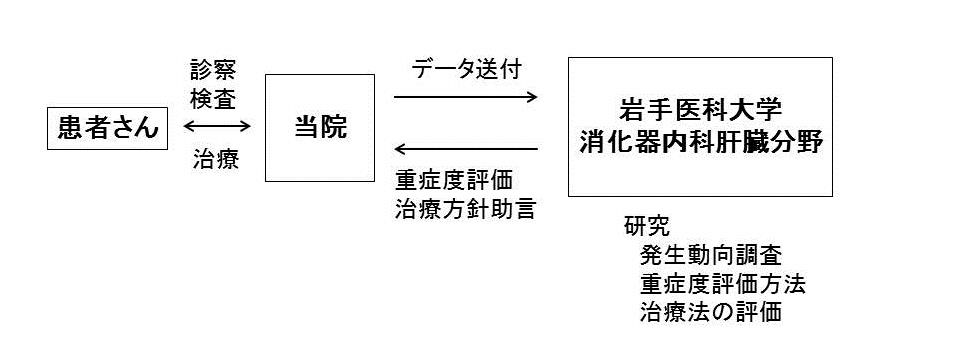 診察
検査
患者さん
治療
当院
データ送付
重症度評価
治療方針助言
岩手医科大学
消化器内科肝臓分野
研究
発生動向調査
重症度評価方法
治療法の評価